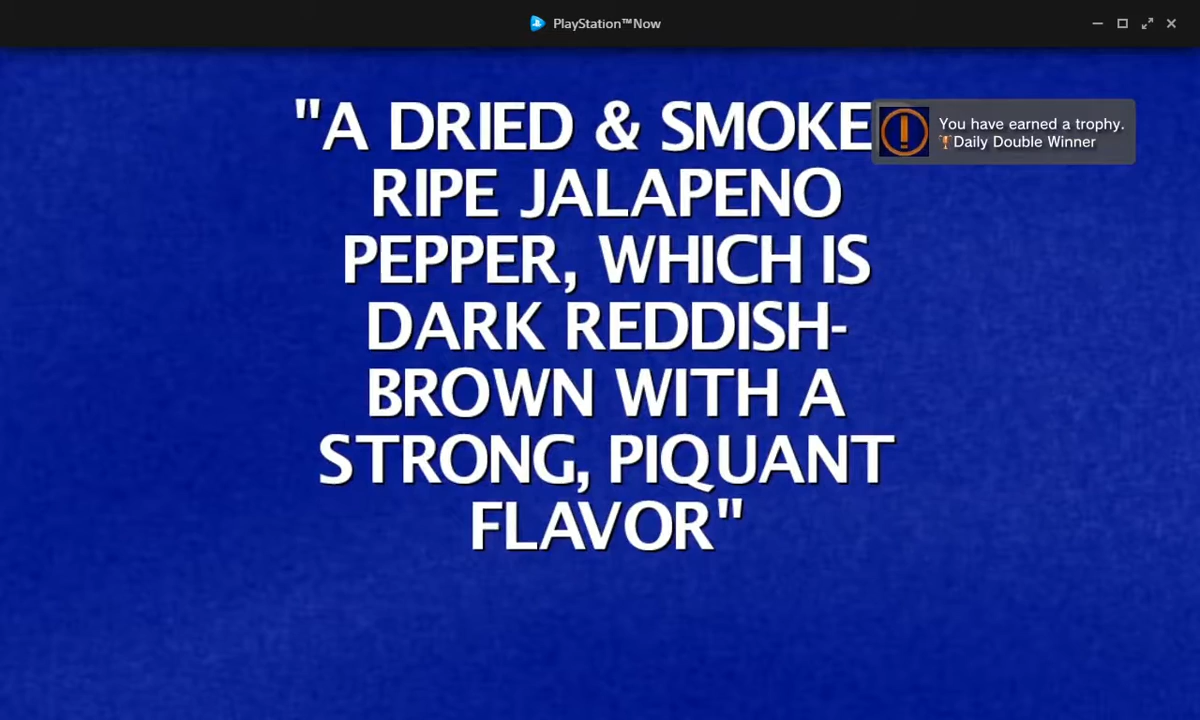 PlayStation™Now
"A DRIED & SMOKE
RIPE JALAPENO
PEPPER, WHICH IS
DARK REDDISH-
BROWN WITH A
STRONG, PIQUANT
FLAVOR"
You have earned a trophy.
Daily Double Winner